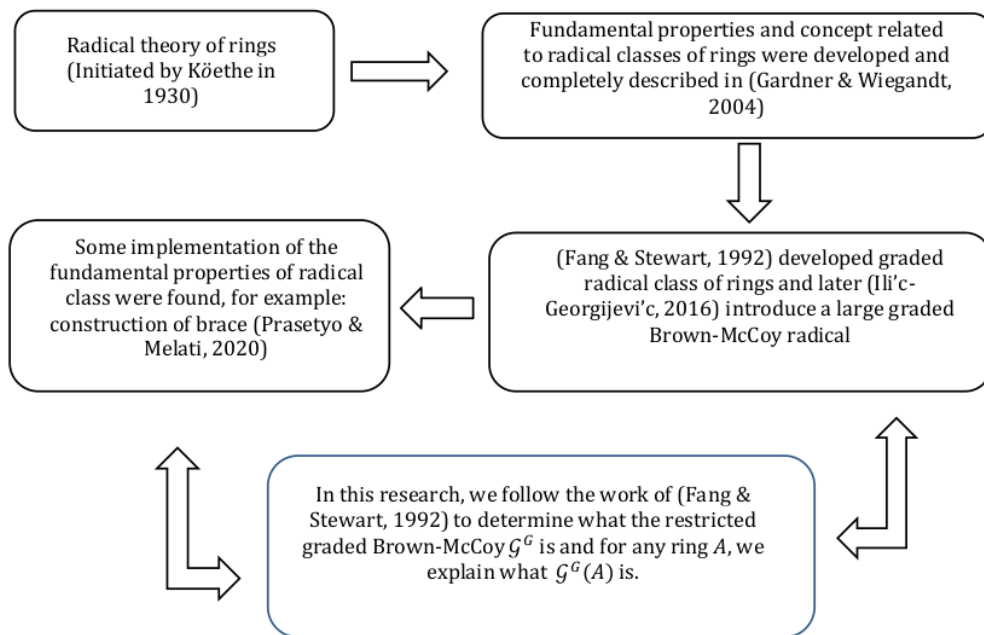 Radical theory of rings
(Initiated by Köethe in
1930)
Fundamental properties and concept related
to radical classes of rings were developed and
completely described in (Gardner & Wiegandt,
2004)
(Fang & Stewart, 1992) developed graded
radical class of rings and later (Ili'c-
Georgijevi'c, 2016) introduce a large graded
Brown-McCoy radical
Some implementation of the
fundamental properties of radical
class were found, for example:
construction of brace (Prasetyo &
Melati, 2020)
In this research, we follow the work of (Fang &
Stewart, 1992) to determine what the restricted
graded Brown-McCoy 𝒢ᴳ is and for any ring 𝐴, we
explain what 𝒢ᴳ(𝐴) is.